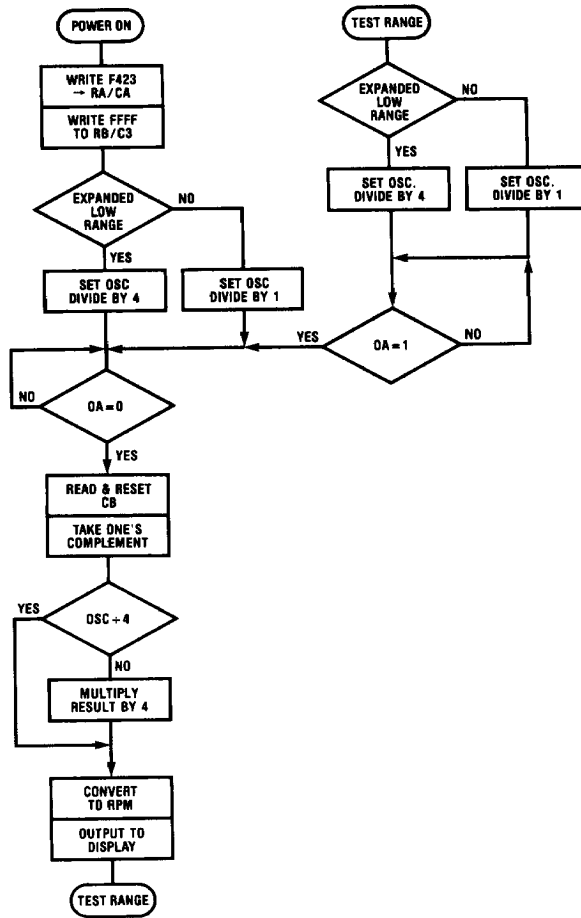 POWER ON
WRITE F423
→ RA/CA
WRITE FFFF
TO RB/C3
EXPANDED
LOW
RANGE
NO
YES
SET OSC
DIVIDE BY 4
SET OSC
DIVIDE BY 1
NO
OA=0
YES
READ & RESET
CB
TAKE ONE'S
COMPLEMENT
YES
OSC÷4
NO
MULTIPLY
RESULT BY 4
CONVERT
TO RPM
OUTPUT TO
DISPLAY
TEST RANGE
TEST RANGE
EXPANDED
LOW
RANGE
NO
YES
SET OSC.
DIVIDE BY 4
SET OSC.
DIVIDE BY 1
YES
OA=1
NO